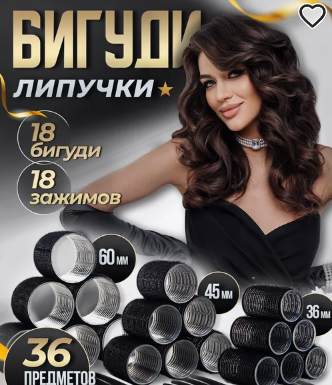 БИГУДИ
ЛИПУЧКИ
18
бигуди
18
зажимов
60 мм
45 мм
36 мм
36
ПРЕДМЕТОВ